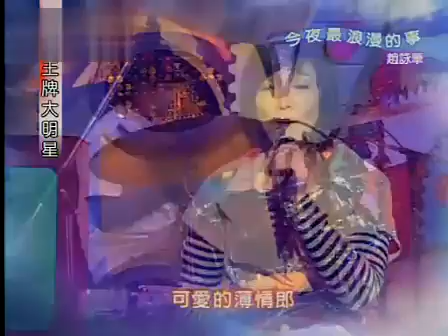 今夜最浪漫的事
趙詠華
王牌大明星
可愛的薄情郎